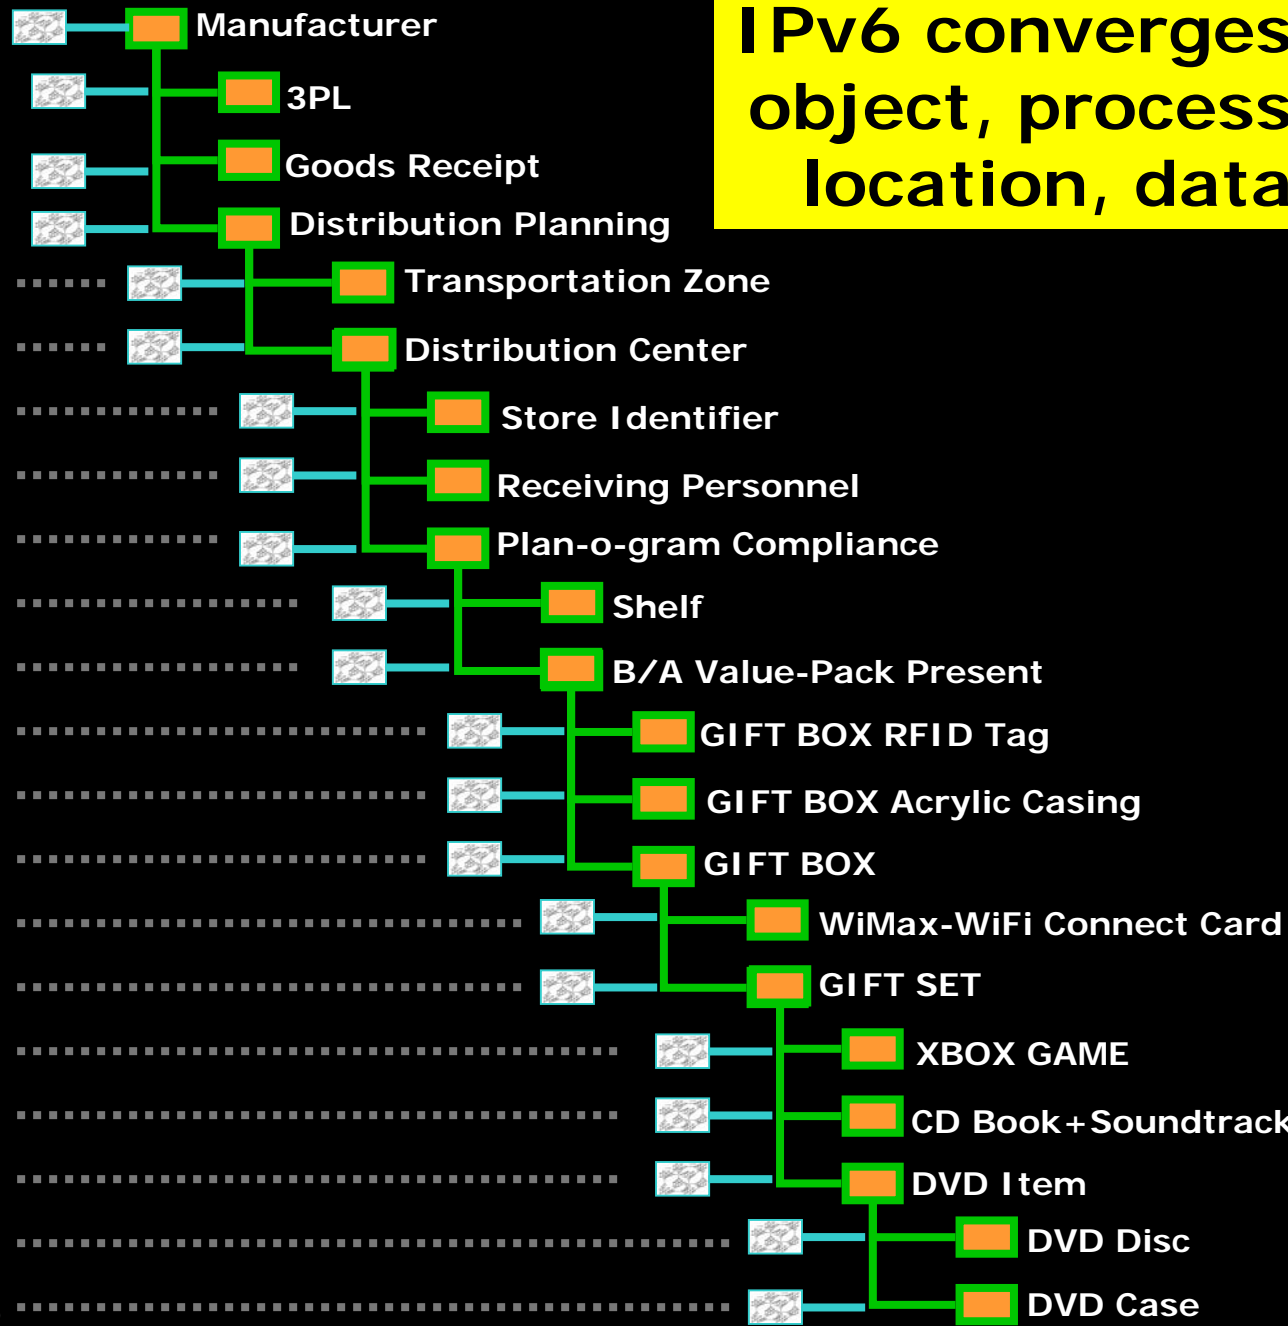 Manufacturer
IPv6 converges
object, process
location, data
3PL
Goods Receipt
Distribution Planning
Transportation Zone
Distribution Center
Store Identifier
Receiving Personnel
Plan-o-gram Compliance
Shelf
B/A Value-Pack Present
GIFT BOX RFID Tag
GIFT BOX Acrylic Casing
GIFT BOX
WiMax-WiFi Connect Card
GIFT SET
XBOX GAME
CD Book+Soundtrack
DVD Item
DVD Disc
DVD Case